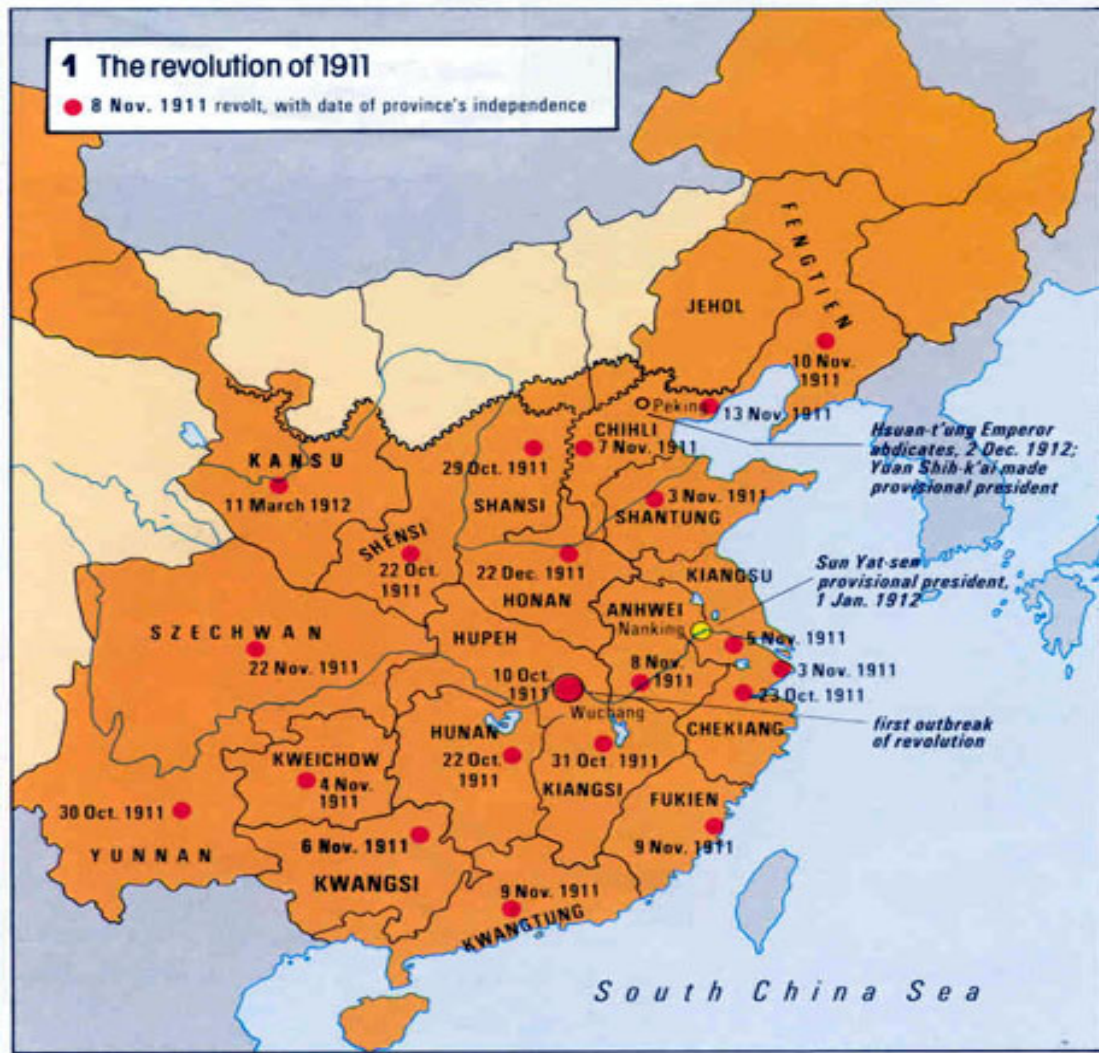 1 The revolution of 1911
8 Nov. 1911 revolt, with date of province's independence
FENGTIEN
JEHOL
10 Nov.
1911
Peking
13 Nov. 1911
CHIHLI
7 Nov. 1911
Hsuan-t'ung Emperor
abdicates, 2 Dec. 1912;
Yuan Shih-k'ai made
provisional president
KANSU
11 March 1912
29 Oct. 1911
SHANSI
3 Nov. 1911
SHANTUNG
SHENSI
22 Oct.
1911
22 Dec. 1911
HONAN
KIANGSU
Sun Yat-sen
provisional president,
1 Jan. 1912
ANHWEI
Nanking
5 Nov. 1911
SZECHWAN
22 Nov. 1911
HUPEH
10 Oct.
1911
Wuchang
8 Nov.
1911
3 Nov. 1911
23 Oct. 1911
CHEKIANG
first outbreak
of revolution
HUNAN
22 Oct.
1911
31 Oct. 1911
KIANGSI
KWEICHOW
4 Nov.
1911
FUKIEN
9 Nov. 1911
30 Oct. 1911
YUNNAN
6 Nov. 1911
KWANGSI
9 Nov. 1911
KWANGTUNG
South China Sea